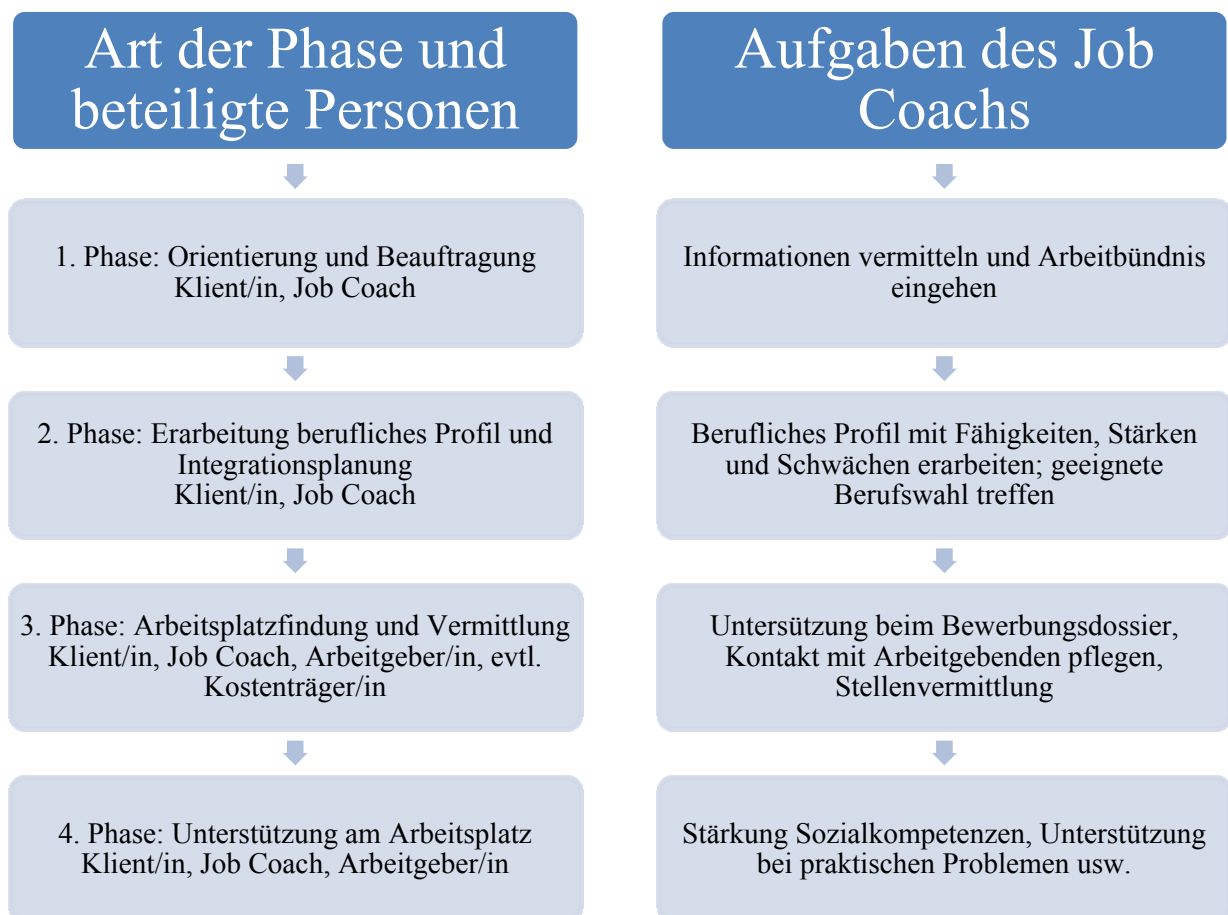 Art der Phase und
beteiligte Personen
1. Phase: Orientierung und Beauftragung
Klient/in, Job Coach
2. Phase: Erarbeitung berufliches Profil und
Integrationsplanung
Klient/in, Job Coach
3. Phase: Arbeitsplatzfindung und Vermittlung
Klient/in, Job Coach, Arbeitgeber/in, evtl.
Kostenträger/in
4. Phase: Unterstützung am Arbeitsplatz
Klient/in, Job Coach, Arbeitgeber/in
Aufgaben des Job
Coachs
Informationen vermitteln und Arbeitbündnis
eingehen
Berufliches Profil mit Fähigkeiten, Stärken
und Schwächen erarbeiten; geeignete
Berufswahl treffen
Untersützung beim Bewerbungsdossier,
Kontakt mit Arbeitgebenden pflegen,
Stellenvermittlung
Stärkung Sozialkompetenzen, Unterstützung
bei praktischen Problemen usw.